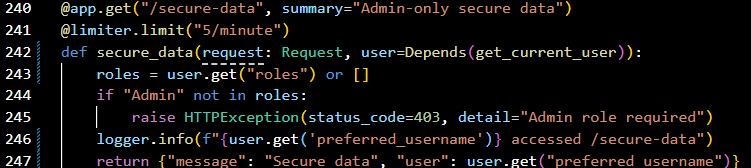 240 @app.get("/secure-data", summary="Admin-only secure data")
241 @limiter.limit("5/minute")
242 def secure_data(request: Request, user=Depends(get_current_user)):
243 roles = user.get("roles") or []
244 if "Admin" not in roles:
245 raise HTTPException(status_code=403, detail="Admin role required")
246 logger.info(f"{user.get('preferred_username')} accessed /secure-data")
247 return {"message": "Secure data", "user": user.get("preferred_username")}